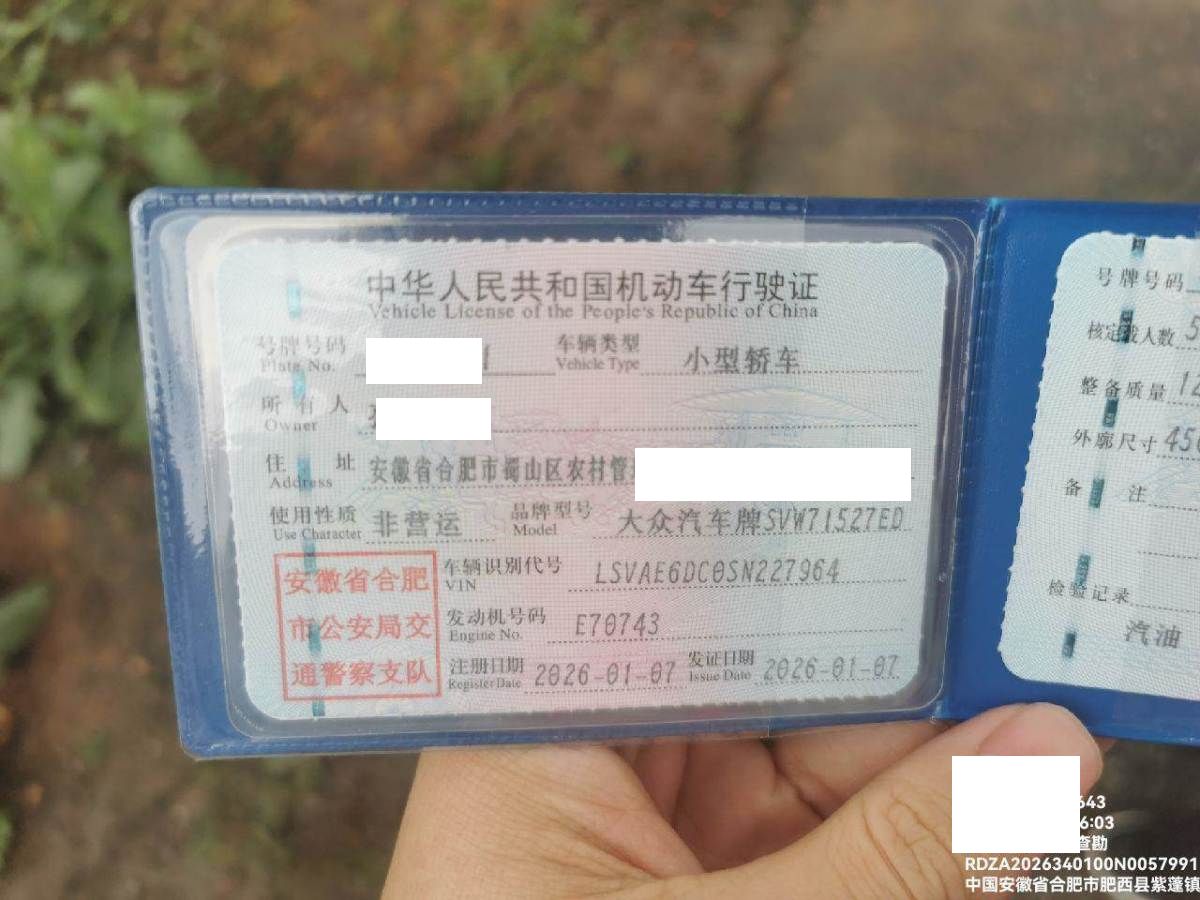 中华人民共和国机动车行驶证
Vehicle License of the People's Republic of China
号牌号码
Plate No.
车辆类型 小型轿车
Vehicle Type
所有人
Owner
住址 安徽省合肥市蜀山区农村管
Address
使用性质 非营运
Use Character
品牌型号 大众汽车牌SVW71527ED
Model
车辆识别代号 LSVAE6DC0SN227964
VIN
发动机号码 E70743
Engine No.
注册日期 2026-01-07
Register Date
发证日期 2026-01-07
Issue Date
安徽省合肥
市公安局交
通警察支队
号牌号码
核定载人数
整备质量
外廓尺寸
备注
检验记录
汽油
643
6:03
查勘
RDZA2026340100N0057991
中国安徽省合肥市肥西县紫蓬镇